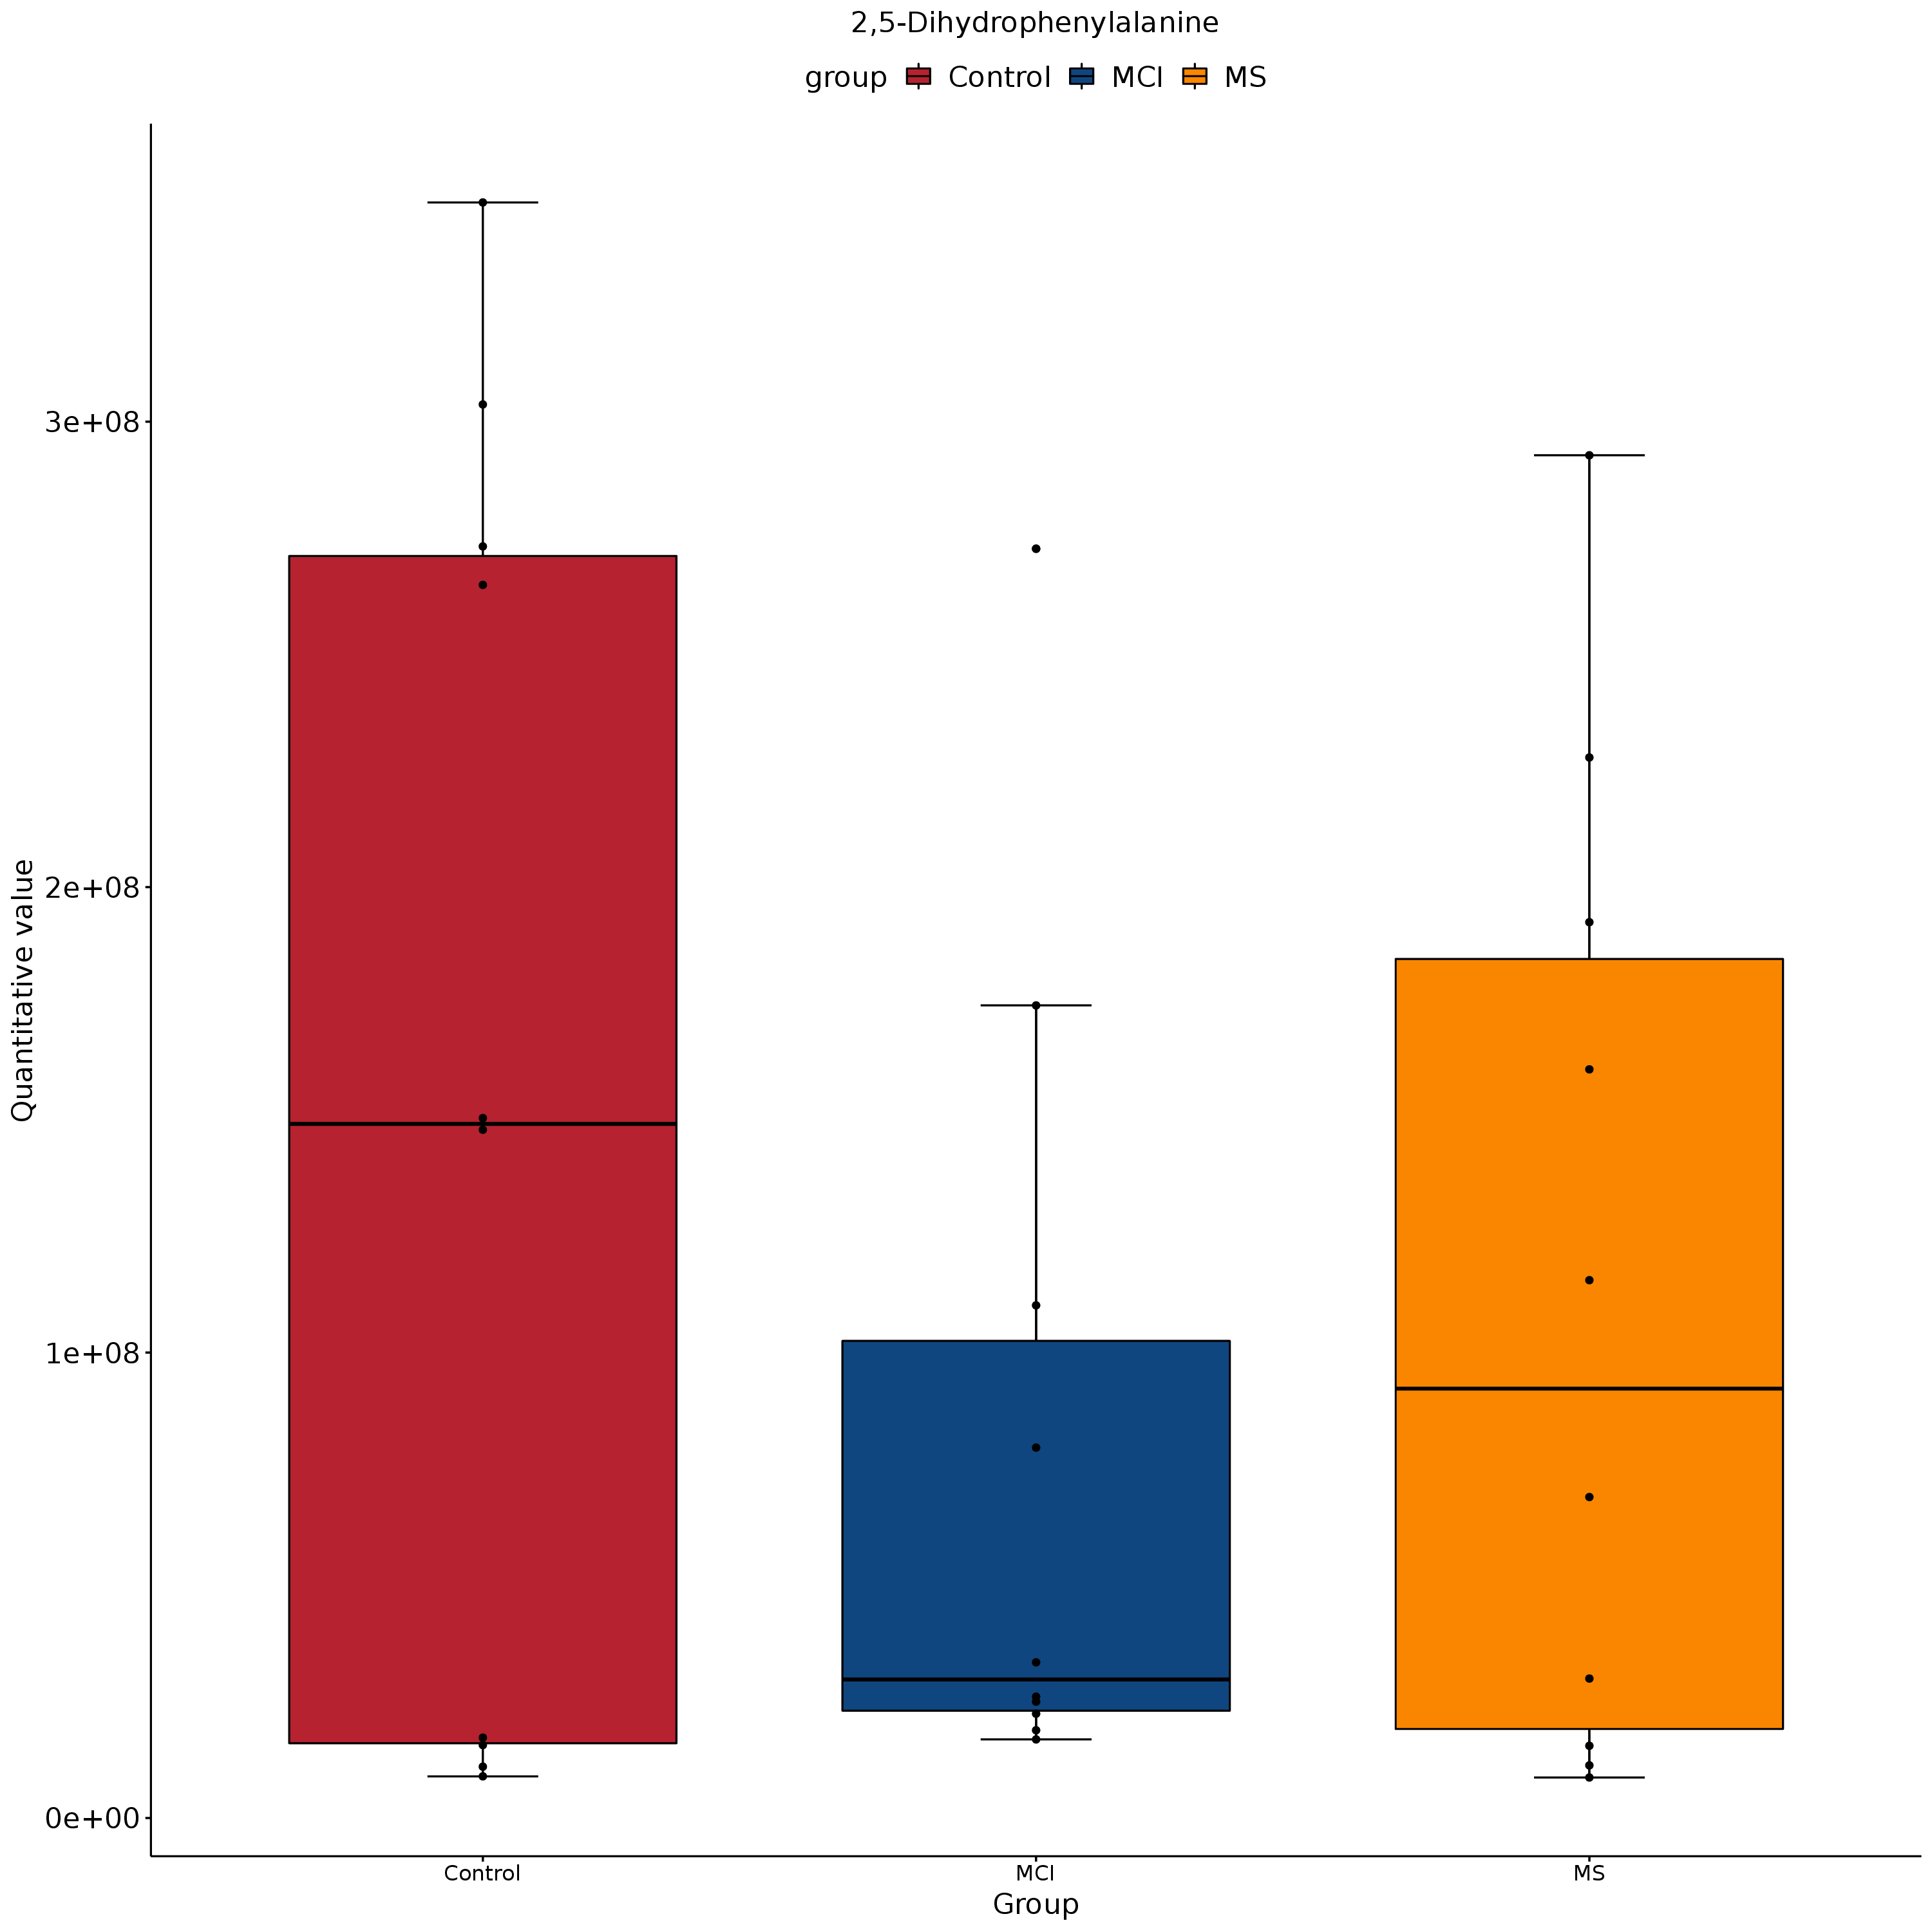 2,5-Dihydrophenylalanine
group Control MCI MS
3e+08
2e+08
1e+08
0e+00
Quantitative value
Control MCI MS
Group